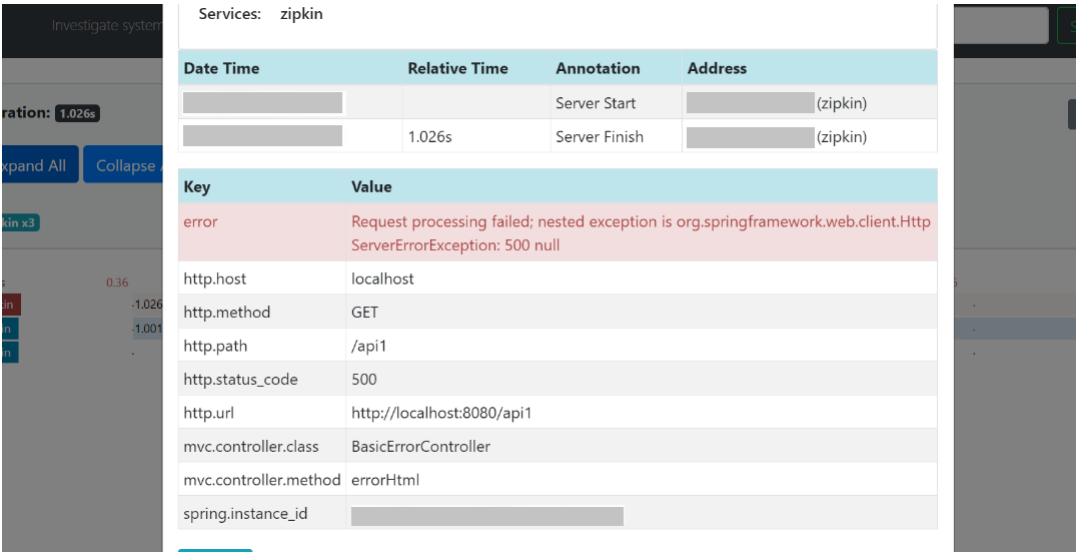 Investigate system
Services: zipkin
ration: 1.026s
xpand All Collapse
kin x3
Date Time Relative Time Annotation Address
Server Start (zipkin)
1.026s Server Finish (zipkin)
Key Value
error Request processing failed; nested exception is org.springframework.web.client.Http
ServerErrorException: 500 null
http.host localhost
http.method GET
http.path /api1
http.status_code 500
http.url http://localhost:8080/api1
mvc.controller.class BasicErrorController
mvc.controller.method errorHtml
spring.instance_id
0.36
1.026
1.001